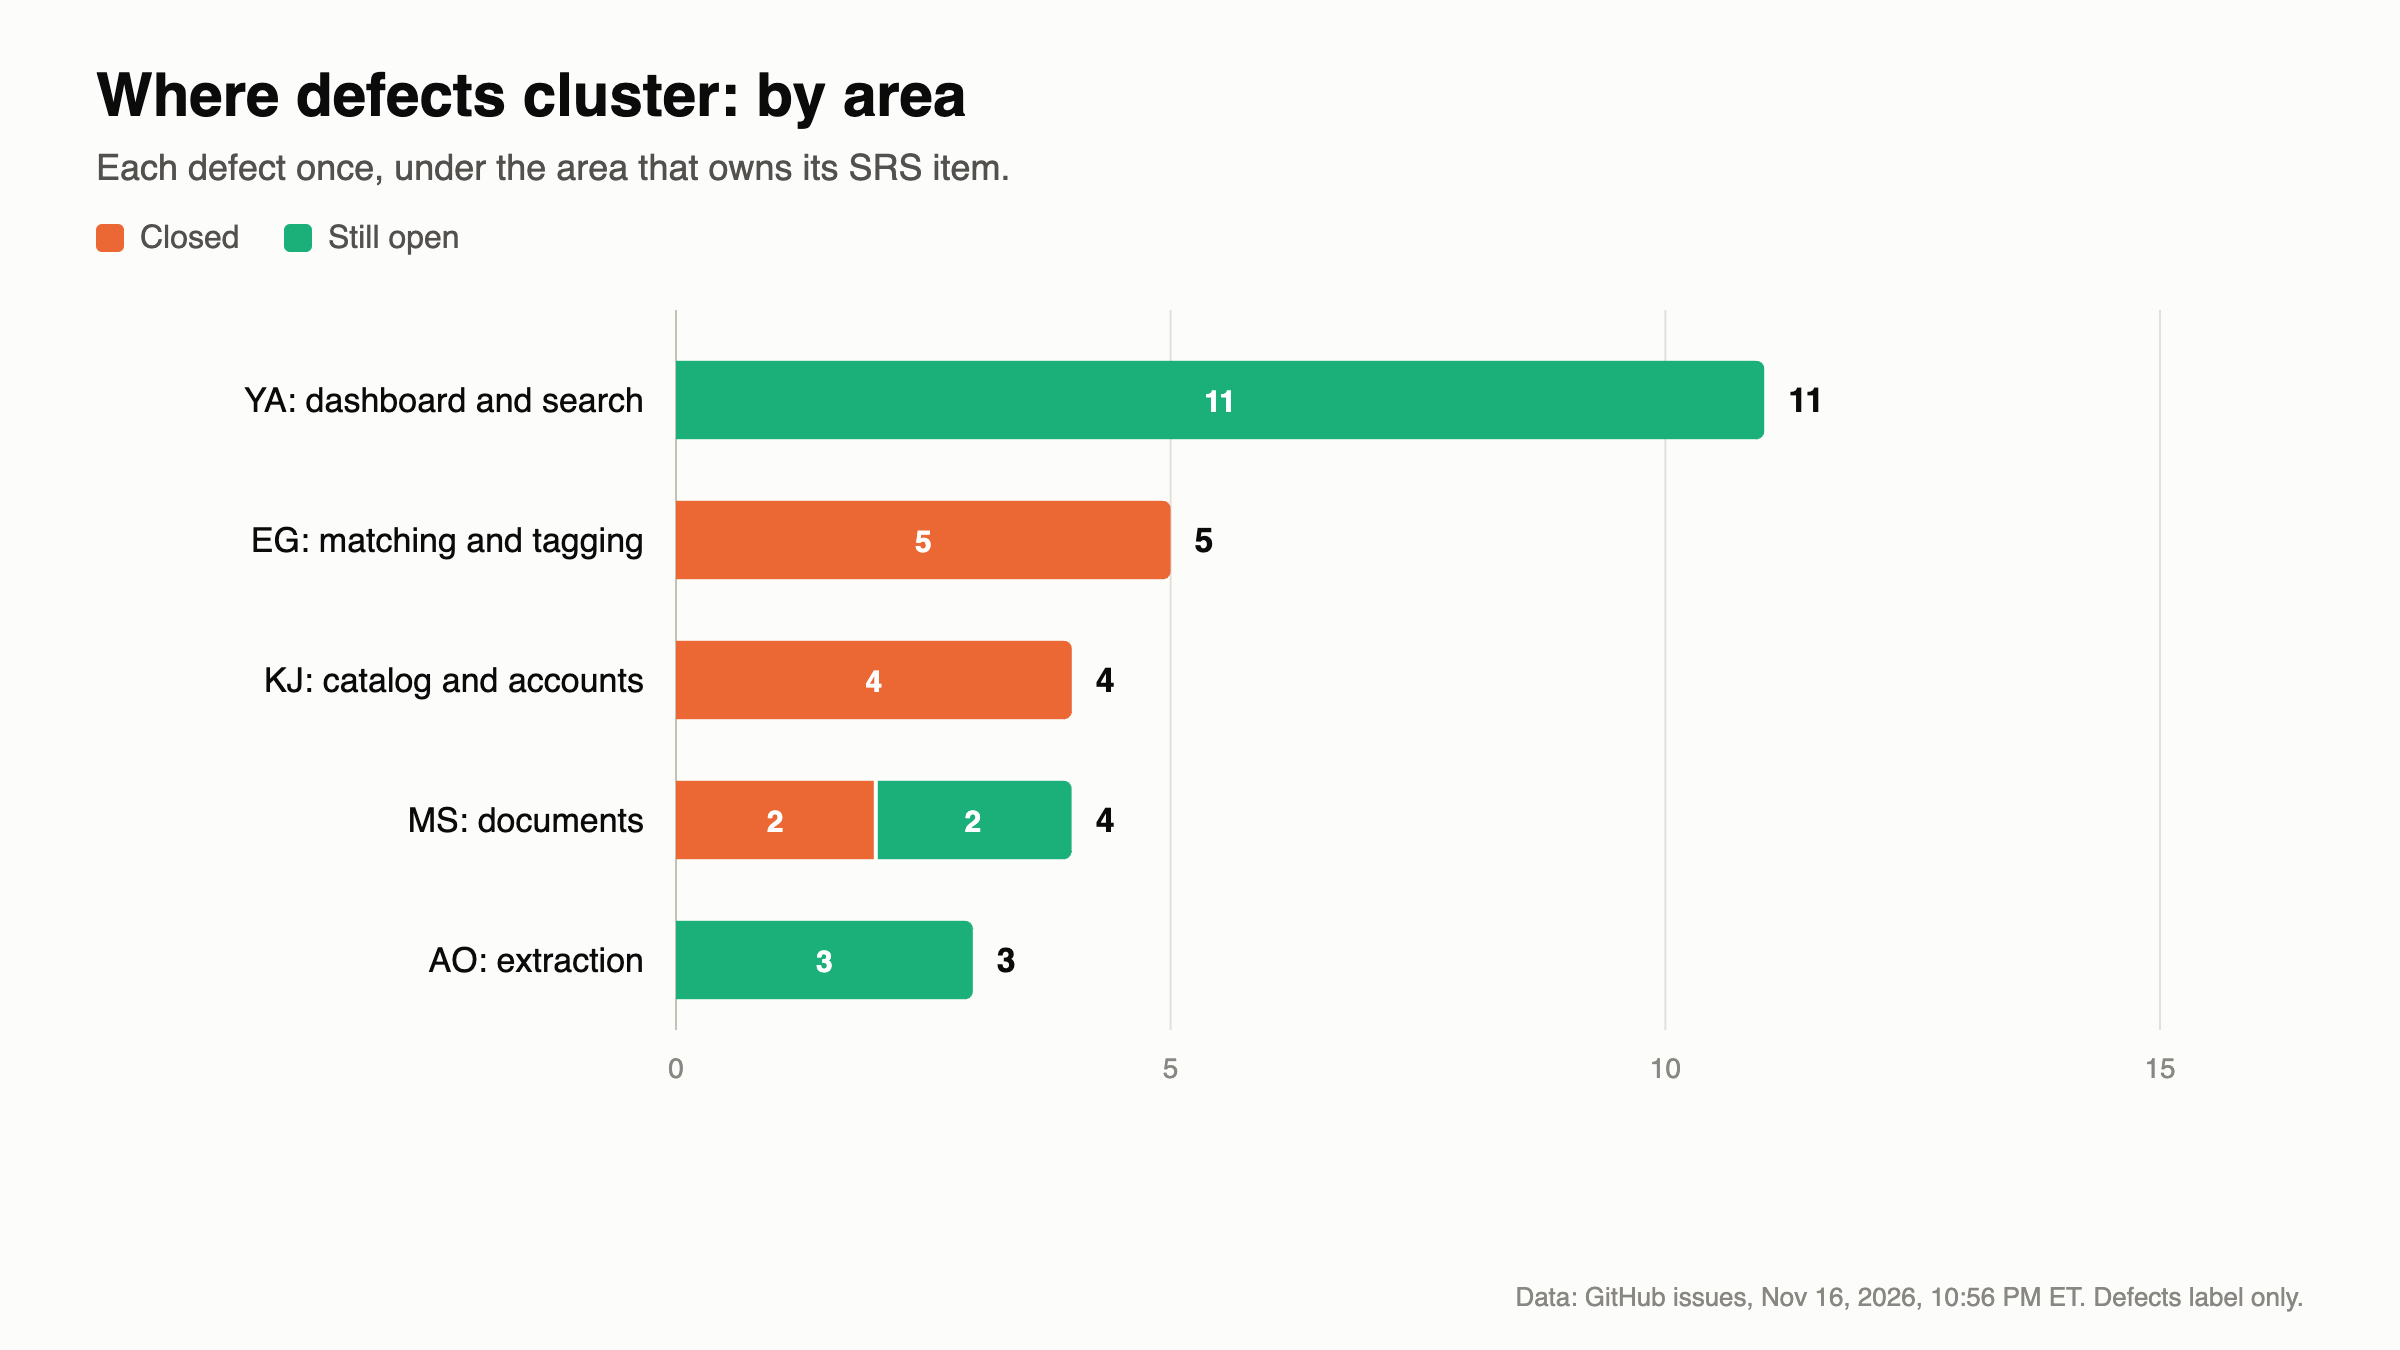 Where defects cluster: by area
Each defect once, under the area that owns its SRS item.
Closed Still open
YA: dashboard and search 11 11
EG: matching and tagging 5 5
KJ: catalog and accounts 4 4
MS: documents 2 2 4
AO: extraction 3 3
0 5 10 15
Data: GitHub issues, Nov 16, 2026, 10:56 PM ET. Defects label only.